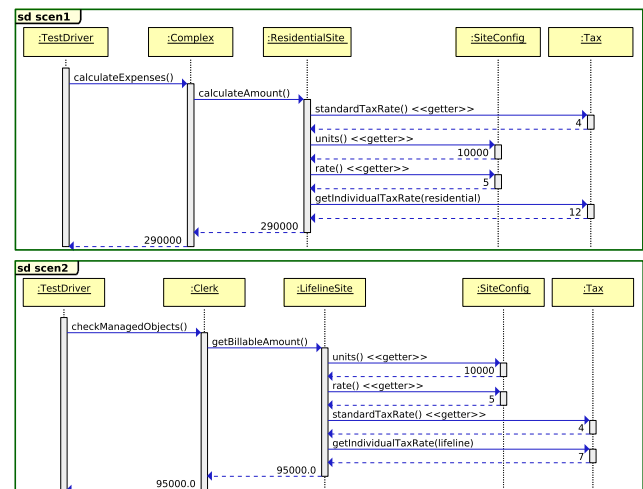 sd scen1
:TestDriver :Complex :ResidentialSite :SiteConfig :Tax
calculateExpenses()
calculateAmount()
standardTaxRate() <<getter>>
4
units() <<getter>>
10000
rate() <<getter>>
5
getIndividualTaxRate(residential)
12
290000
290000
sd scen2
:TestDriver :Clerk :LifelineSite :SiteConfig :Tax
checkManagedObjects()
getBillableAmount()
units() <<getter>>
10000
rate() <<getter>>
5
standardTaxRate() <<getter>>
4
getIndividualTaxRate(lifeline)
7
95000.0
95000.0